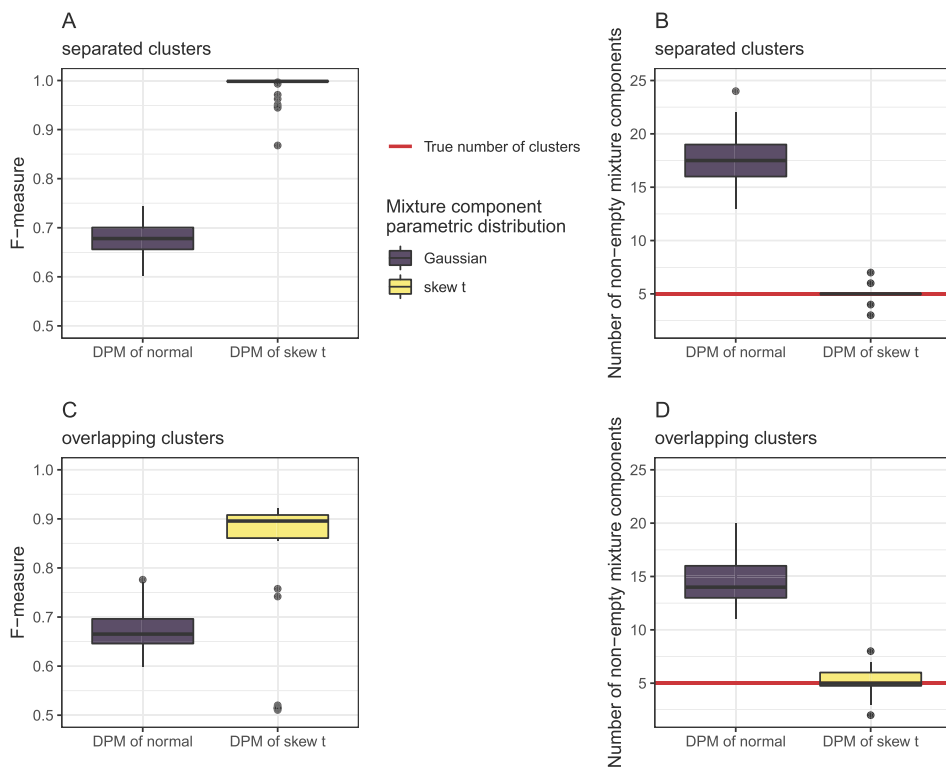 A
separated clusters
F−measure
1.0
0.9
0.8
0.7
0.6
0.5
DPM of normal
DPM of skew t
True number of clusters
Mixture component
parametric distribution
Gaussian
skew t
B
separated clusters
Number of non−empty mixture components
25
20
15
10
5
DPM of normal
DPM of skew t
C
overlapping clusters
F−measure
1.0
0.9
0.8
0.7
0.6
0.5
DPM of normal
DPM of skew t
D
overlapping clusters
Number of non−empty mixture components
25
20
15
10
5
DPM of normal
DPM of skew t